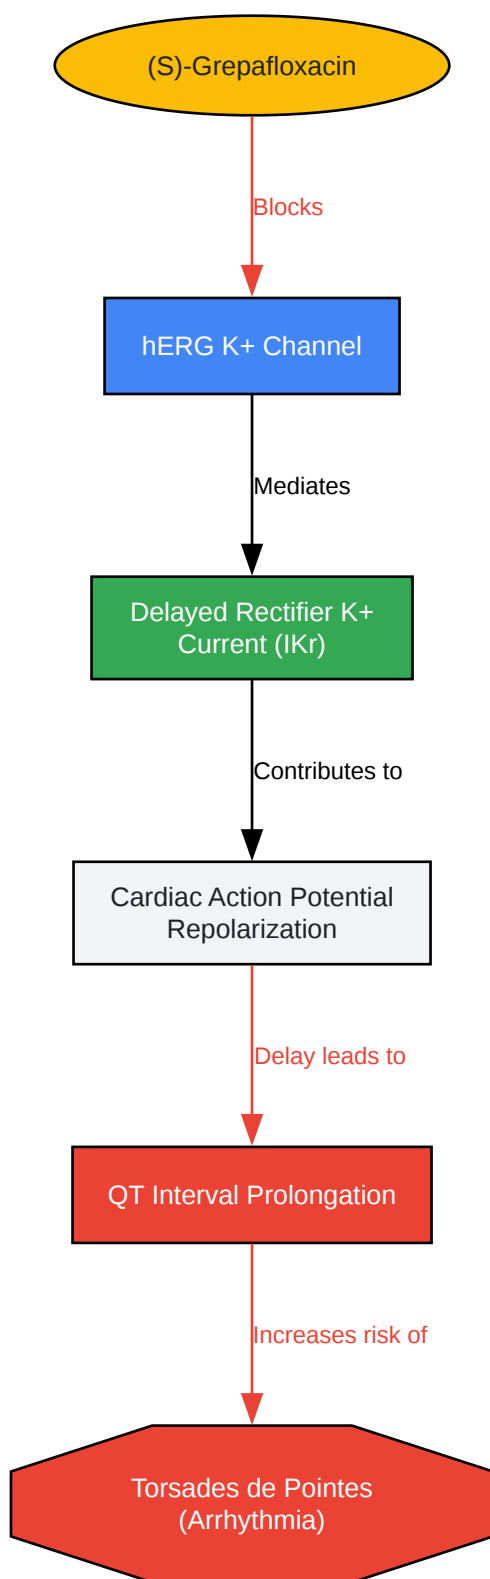 (S)-Grepafloxacin
Blocks
hERG K+ Channel
Mediates
Delayed Rectifier K+
Current (IKr)
Contributes to
Cardiac Action Potential
Repolarization
Delay leads to
QT Interval Prolongation
Increases risk of
Torsades de Pointes
(Arrhythmia)